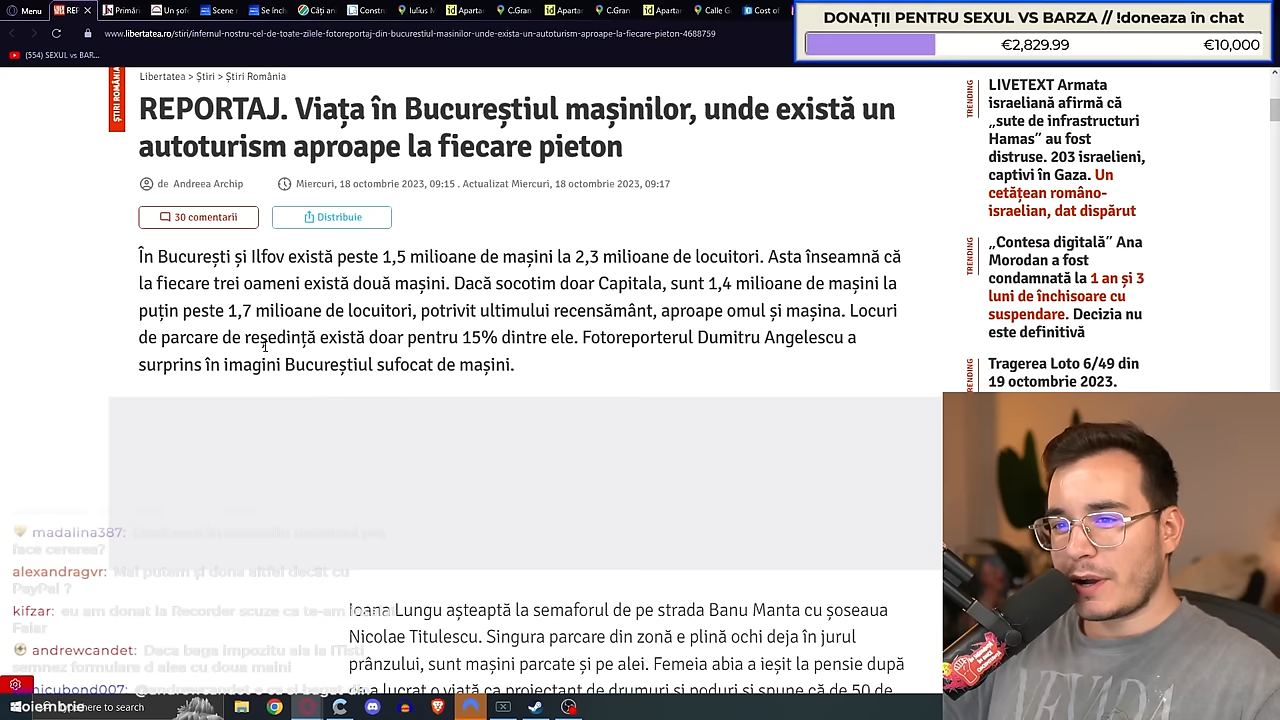 Menu
REP
Primăr
Un șof
Scene i
Se înch
Câți an
Constru
Iulius M
Apartam
C.Gran
Apartam
C.Gran
Apartam
Calle G
Cost of
www.libertatea.ro/stiri/infernul-nostru-cel-de-toate-zilele-fotoreportaj-din-bucurestiul-masinilor-unde-exista-un-autoturism-aproape-la-fiecare-pieton-4688759
(554) SEXUL vs BAR...
DONAȚII PENTRU SEXUL VS BARZA // !doneaza în chat
€2,829.99
€10,000
Libertatea > Știri > Știri România
ȘTIRI ROMÂNIA
REPORTAJ. Viața în Bucureștiul mașinilor, unde există un
autoturism aproape la fiecare pieton
de Andreea Archip
Miercuri, 18 octombrie 2023, 09:15 . Actualizat Miercuri, 18 octombrie 2023, 09:17
30 comentarii
Distribuie
În București și Ilfov există peste 1,5 milioane de mașini la 2,3 milioane de locuitori. Asta înseamnă că
la fiecare trei oameni există două mașini. Dacă socotim doar Capitala, sunt 1,4 milioane de mașini la
puțin peste 1,7 milioane de locuitori, potrivit ultimului recensământ, aproape omul și mașina. Locuri
de parcare de reședință există doar pentru 15% dintre ele. Fotoreporterul Dumitru Angelescu a
surprins în imagini Bucureștiul sufocat de mașini.
TRENDING
LIVETEXT Armata
israeliană afirmă că
„sute de infrastructuri
Hamas” au fost
distruse. 203 israelieni,
captivi în Gaza. Un
cetățean româno-
israelian, dat dispărut
TRENDING
„Contesa digitală” Ana
Morodan a fost
condamnată la 1 an și 3
luni de închisoare cu
suspendare. Decizia nu
este definitivă
TRENDING
Tragerea Loto 6/49 din
19 octombrie 2023.
madalina387:
face cererea?
alexandragvr: Mai putem și dona altfel decât cu
PayPal ?
kifzar: eu am donat la Recorder scuze ca te-am
Faiar
andrewcandet: Daca baga impozitu ala la ITisti
semnez formulare d alea cu doua maini
nicubond007: @andrewcandet
Ioana Lungu așteaptă la semaforul de pe strada Banu Manta cu șoseaua
Nicolae Titulescu. Singura parcare din zonă e plină ochi deja în jurul
prânzului, sunt mașini parcate și pe alei. Femeia abia a ieșit la pensie după
a lucrat o viață ca proiectant de drumuri și poduri și spune că de 50 de
noiembrie
here to search